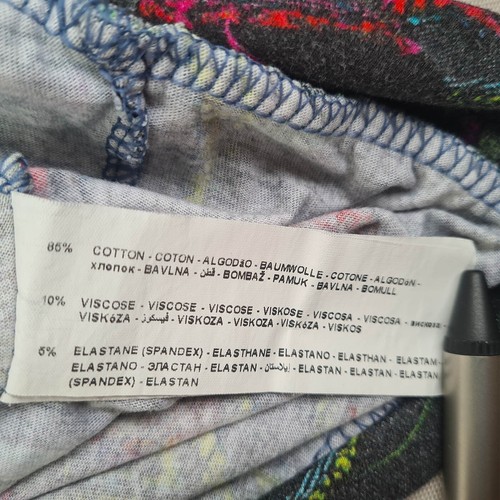 85% COTTON - COTON - ALGODÃO - BAUMWOLLE - COTONE - ALGODÓN -
ХЛОПОК - BAVLNA - قطن - BOMBAŽ - PAMUK - BAVLNA - BOMULL
10% VISCOSE - VISCOSE - VISCOSE - VISKOSE - VISCOSA - VISCOSA -
VISKÓZA - فيسكوز - VISKOZA - VISKOZA - VISKÓZA - VISKOS
5% ELASTANE (SPANDEX) - ELASTHANE - ELASTANO - ELASTHAN - ELASTAM -
ELASTANO - ЭЛАСТАН - ELASTAN - إيلاستان - ELASTAN - ELASTAN - ELASTAN
(SPANDEX) - ELASTAN